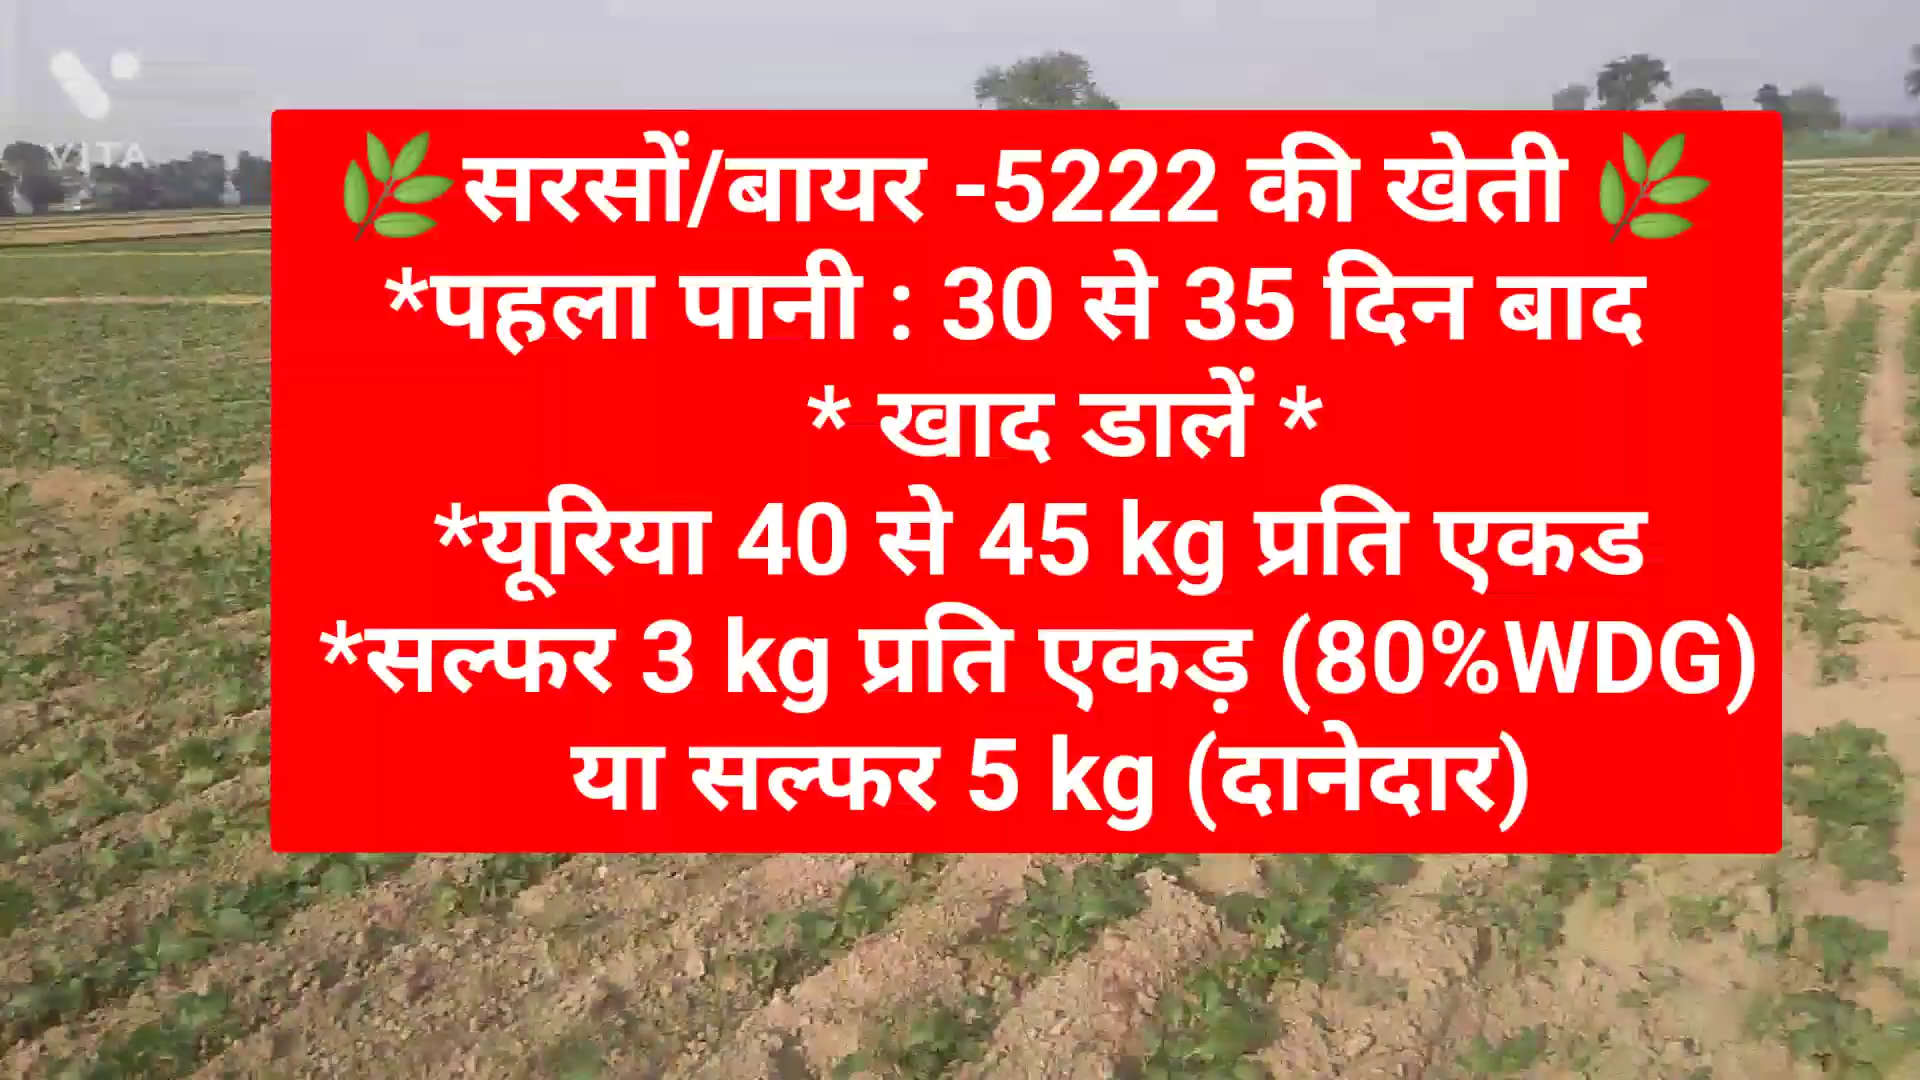 VITA
🌿सरसों/बायर -5222 की खेती🌿
*पहला पानी : 30 से 35 दिन बाद
* खाद डालें *
*यूरिया 40 से 45 kg प्रति एकड
*सल्फर 3 kg प्रति एकड़ (80%WDG)
या सल्फर 5 kg (दानेदार)